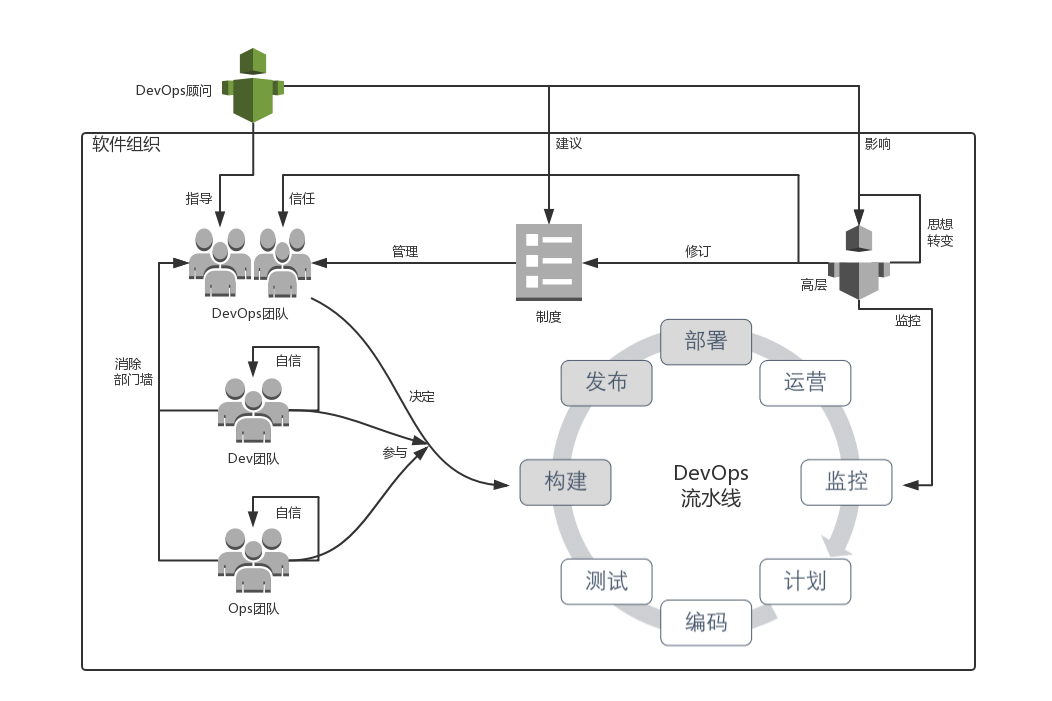 DevOps顾问
软件组织
建议
影响
指导
信任
思想
转变
管理
修订
高层
DevOps团队
制度
监控
部署
消除
部门墙
自信
发布
运营
决定
Dev团队
参与
DevOps
流水线
构建
监控
自信
测试
计划
Ops团队
编码